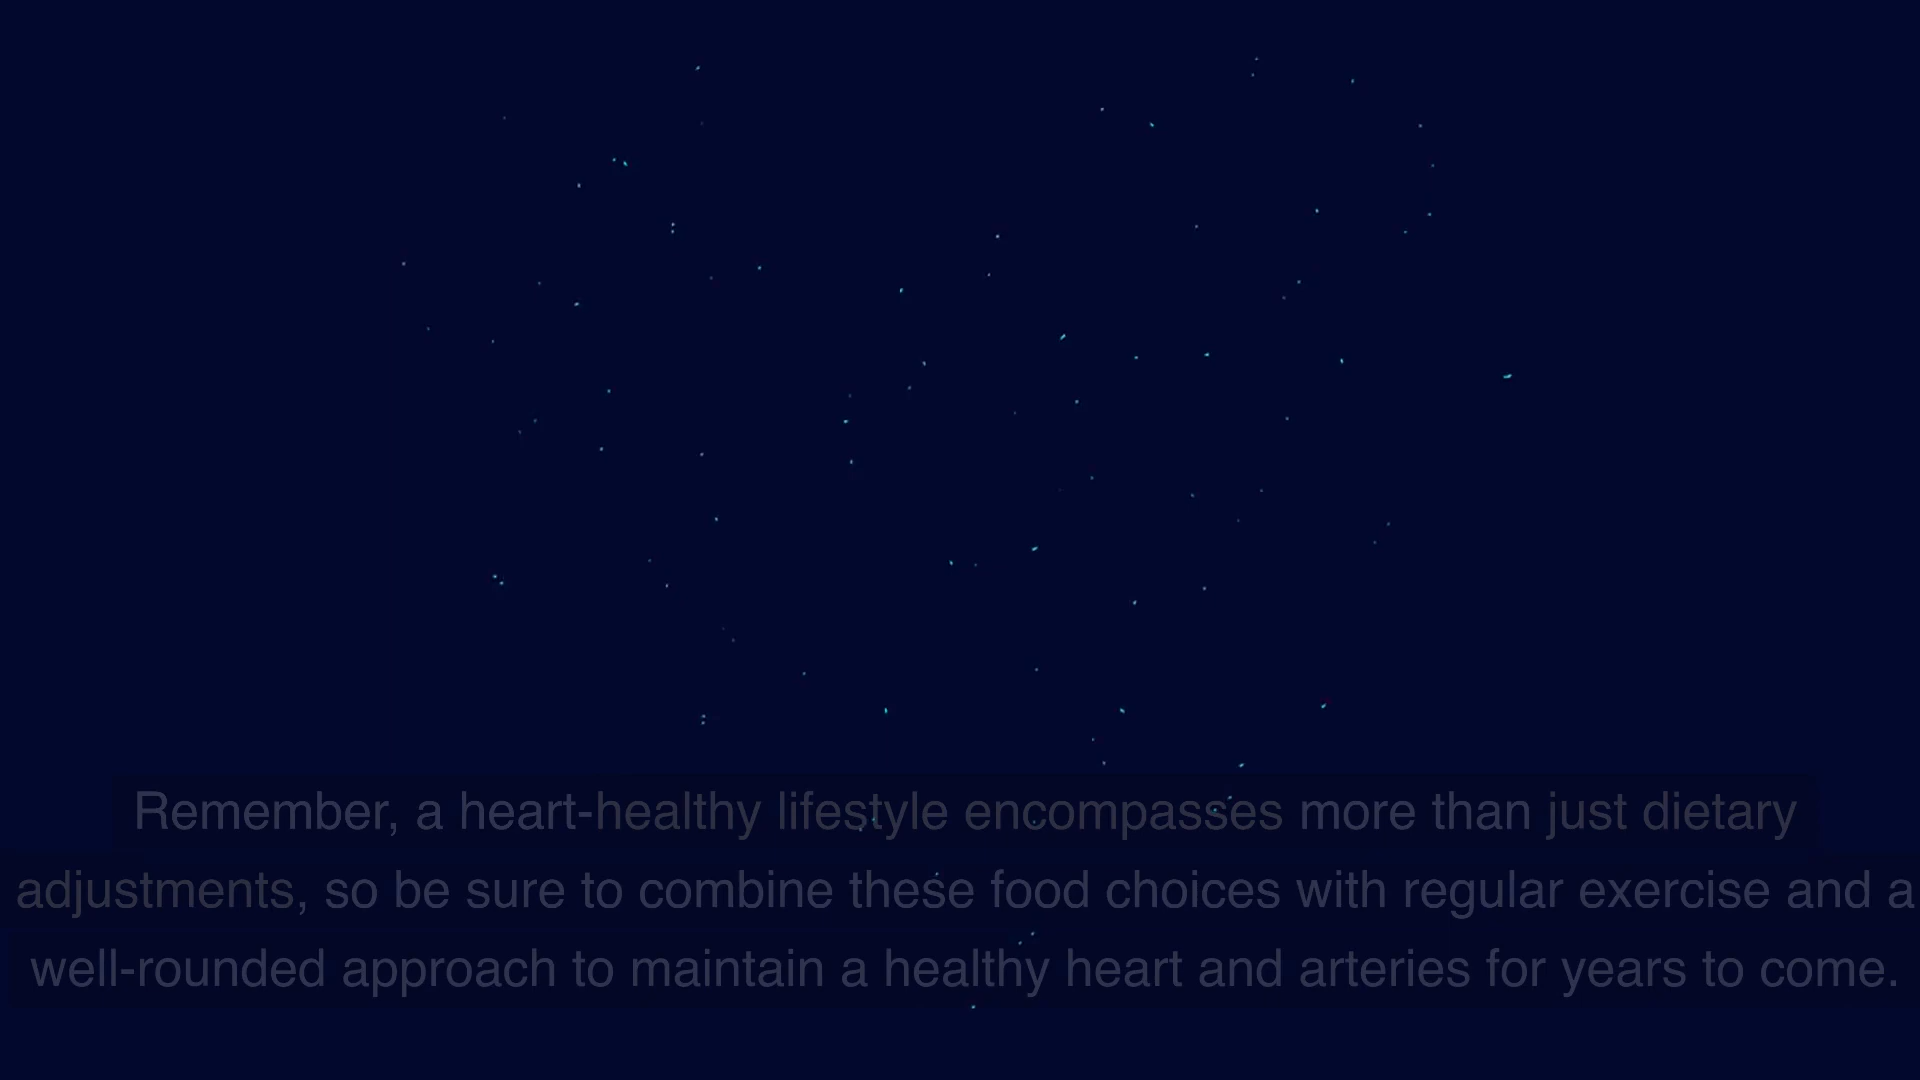 Remember, a heart-healthy lifestyle encompasses more than just dietary
adjustments, so be sure to combine these food choices with regular exercise and a
well-rounded approach to maintain a healthy heart and arteries for years to come.